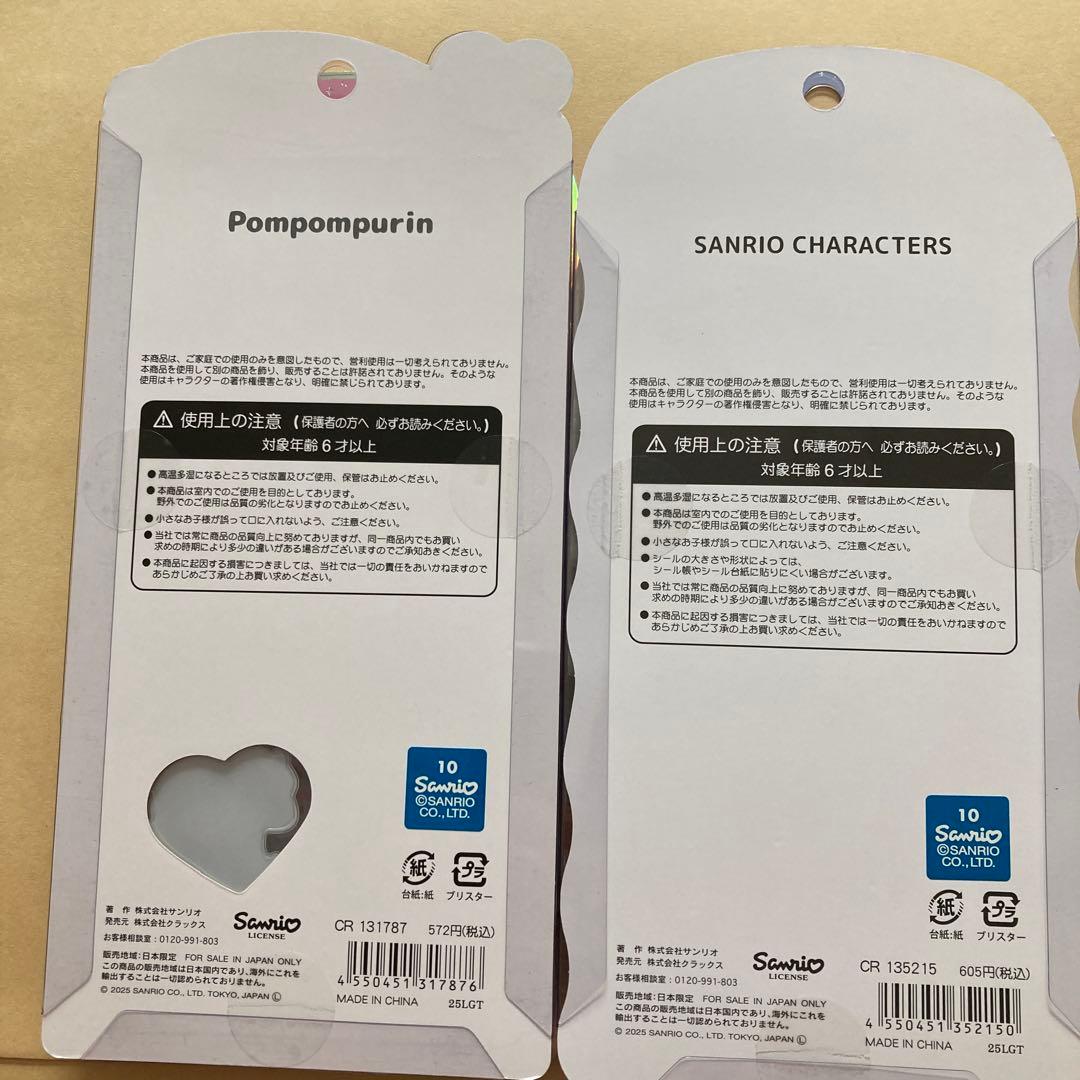 Pompompurin
本商品は、ご家庭での使用のみを意図したもので、営利使用は一切考えられておりません。
本商品を使用して別の商品を飾り、販売することは許諾されておりません。そのような
使用はキャラクターの著作権侵害となり、明確に禁じられております。
⚠ 使用上の注意 (保護者の方へ 必ずお読みください。)
対象年齢6才以上
●高温多湿になるところでは放置及びご使用、保管はお止めください。
●本商品は室内でのご使用を目的としております。
野外でのご使用は品質の劣化となりますのでお止めください。
●小さなお子様が誤って口に入れないよう、ご注意ください。
●当社では常に商品の品質向上に努めておりますが、同一商品内でもお買い
求めの時期により多少の違いがある場合がございますのでご承知おきください。
●本商品に起因する損害につきましては、当社では一切の責任をおいかねますので
あらかじめご了承の上お買い求めください。
10
Sanrio
©SANRIO
CO., LTD.
紙
台紙:紙
プラ
ブリスター
著 作 株式会社サンリオ
発売元 株式会社クラックス
お客様相談室:0120-991-803
Sanrio
LICENSE
CR 131787 572円(税込)
販売地域:日本限定 FOR SALE IN JAPAN ONLY
この商品の販売地域は日本国内であり、海外にこれを
輸出することは一切認められておりません。
© 2025 SANRIO CO., LTD. TOKYO, JAPAN Ⓛ
4 550451 317876
MADE IN CHINA 25LGT
SANRIO CHARACTERS
本商品は、ご家庭での使用のみを意図したもので、営利使用は一切考えられておりません。
本商品を使用して別の商品を飾り、販売することは許諾されておりません。そのような
使用はキャラクターの著作権侵害となり、明確に禁じられております。
⚠ 使用上の注意 (保護者の方へ 必ずお読みください。)
対象年齢6才以上
●高温多湿になるところでは放置及びご使用、保管はお止めください。
●本商品は室内でのご使用を目的としております。
野外でのご使用は品質の劣化となりますのでお止めください。
●小さなお子様が誤って口に入れないよう、ご注意ください。
●シールの大きさや形状によっては、
シール帳やシール台紙に貼りにくい場合がございます。
●当社では常に商品の品質向上に努めておりますが、同一商品内でもお買い
求めの時期により多少の違いがある場合がございますのでご承知おきください。
●本商品に起因する損害につきましては、当社では一切の責任をおいかねますので
あらかじめご了承の上お買い求めください。
10
Sanrio
©SANRIO
CO., LTD.
紙
台紙:紙
プラ
ブリスター
著 作 株式会社サンリオ
発売元 株式会社クラックス
お客様相談室:0120-991-803
Sanrio
LICENSE
CR 135215 605円(税込)
販売地域:日本限定 FOR SALE IN JAPAN ONLY
この商品の販売地域は日本国内であり、海外にこれを
輸出することは一切認められておりません。
© 2025 SANRIO CO., LTD. TOKYO, JAPAN Ⓛ
4 550451 352150
MADE IN CHINA 25LGT